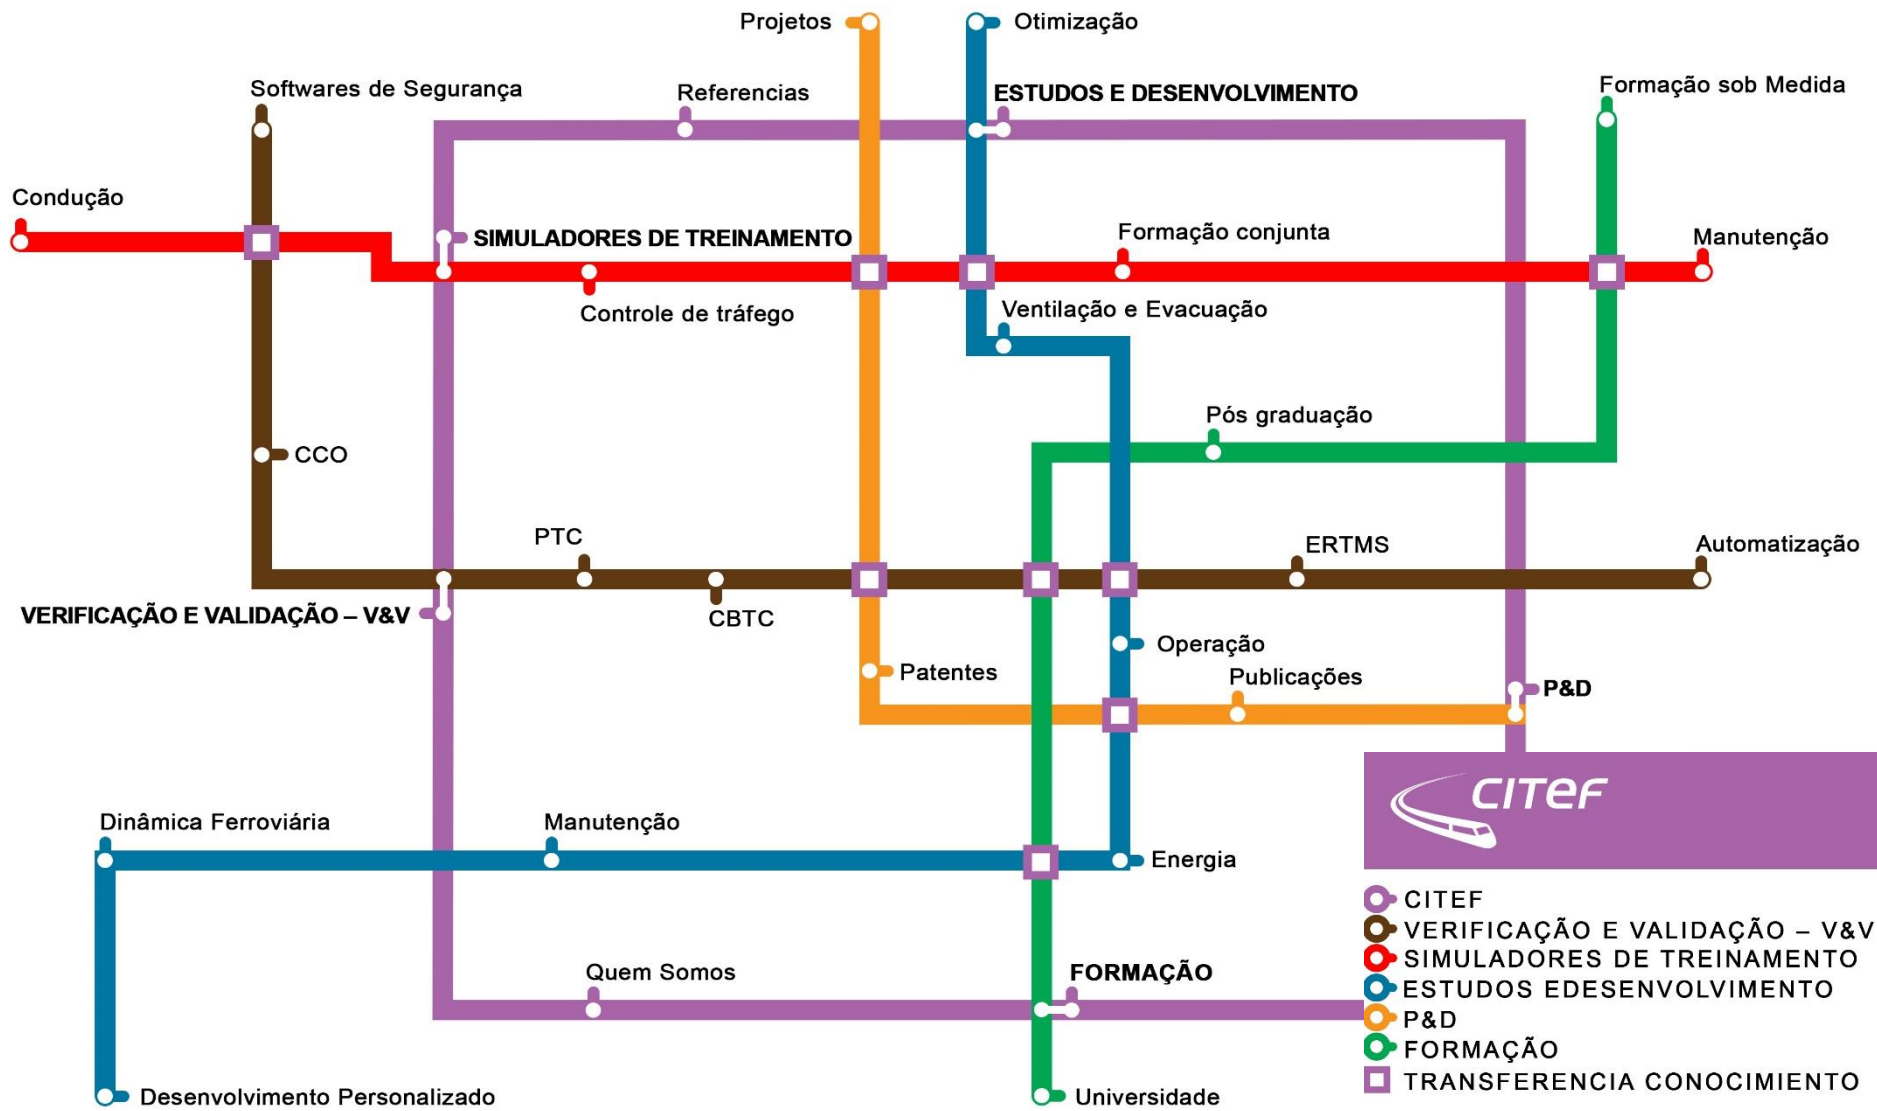 Projetos
Otimização
Softwares de Segurança
Referencias
ESTUDOS E DESENVOLVIMENTO
Formação sob Medida
Condução
SIMULADORES DE TREINAMENTO
Formação conjunta
Manutenção
Controle de tráfego
Ventilação e Evacuação
Pós graduação
CCO
PTC
ERTMS
Automatização
VERIFICAÇÃO E VALIDAÇÃO – V&V
CBTC
Operação
Patentes
Publicações
P&D
CITEF
Dinâmica Ferroviária
Manutenção
Energia
CITEF
VERIFICAÇÃO E VALIDAÇÃO – V&V
SIMULADORES DE TREINAMENTO
ESTUDOS EDESENVOLVIMENTO
P&D
FORMAÇÃO
TRANSFERENCIA CONOCIMIENTO
Quem Somos
FORMAÇÃO
Desenvolvimento Personalizado
Universidade